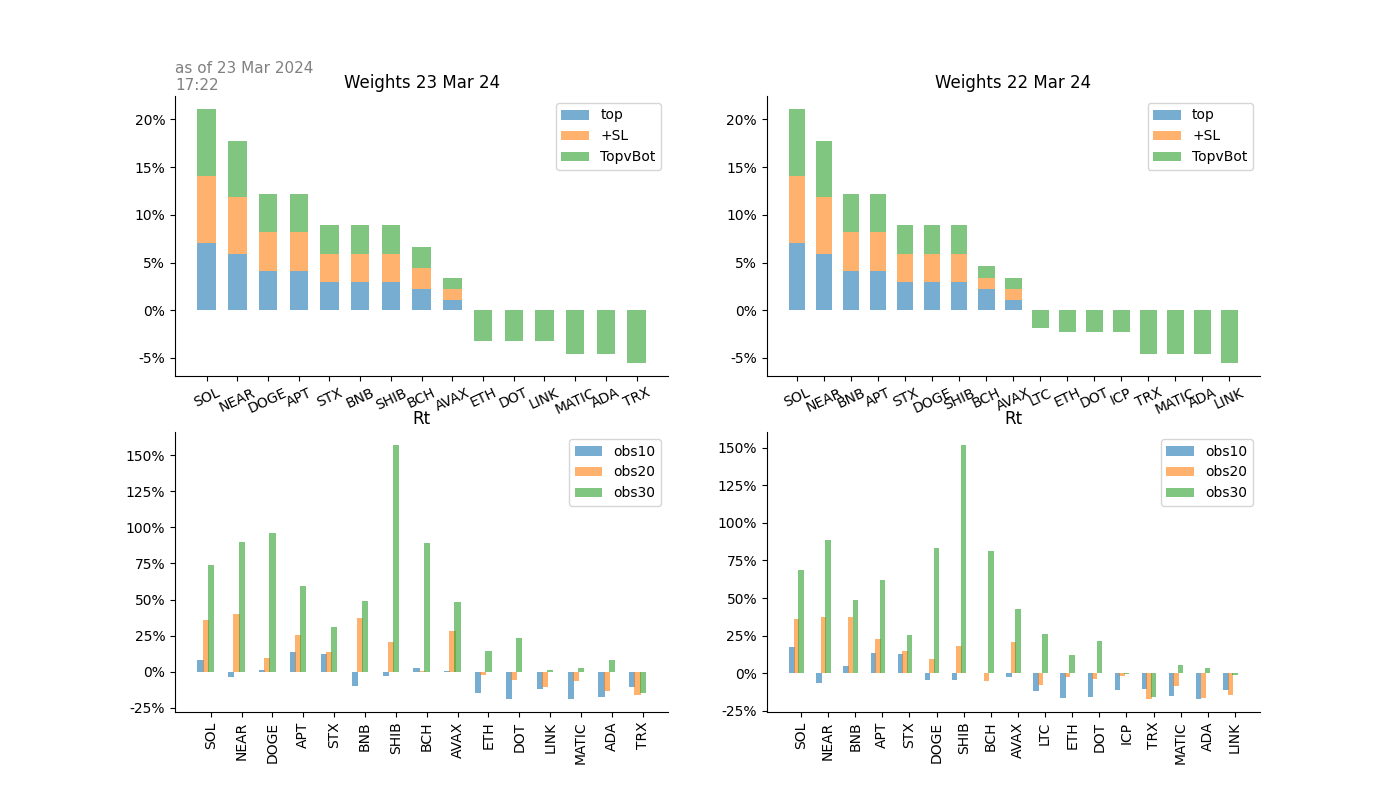 as of 23 Mar 2024
17:22
Weights 23 Mar 24
20%
15%
10%
5%
0%
-5%
top
+SL
TopvBot
SOL NEAR DOGE APT STX BNB SHIB BCH AVAX ETH DOT LINK MATIC ADA TRX
Weights 22 Mar 24
20%
15%
10%
5%
0%
-5%
top
+SL
TopvBot
SOL NEAR BNB APT STX DOGE SHIB BCH AVAX LTC ETH DOT ICP TRX MATIC ADA LINK
Rt
150%
125%
100%
75%
50%
25%
0%
-25%
obs10
obs20
obs30
SOL NEAR DOGE APT STX BNB SHIB BCH AVAX ETH DOT LINK MATIC ADA TRX
Rt
150%
125%
100%
75%
50%
25%
0%
-25%
obs10
obs20
obs30
SOL NEAR BNB APT STX DOGE SHIB BCH AVAX LTC ETH DOT ICP TRX MATIC ADA LINK